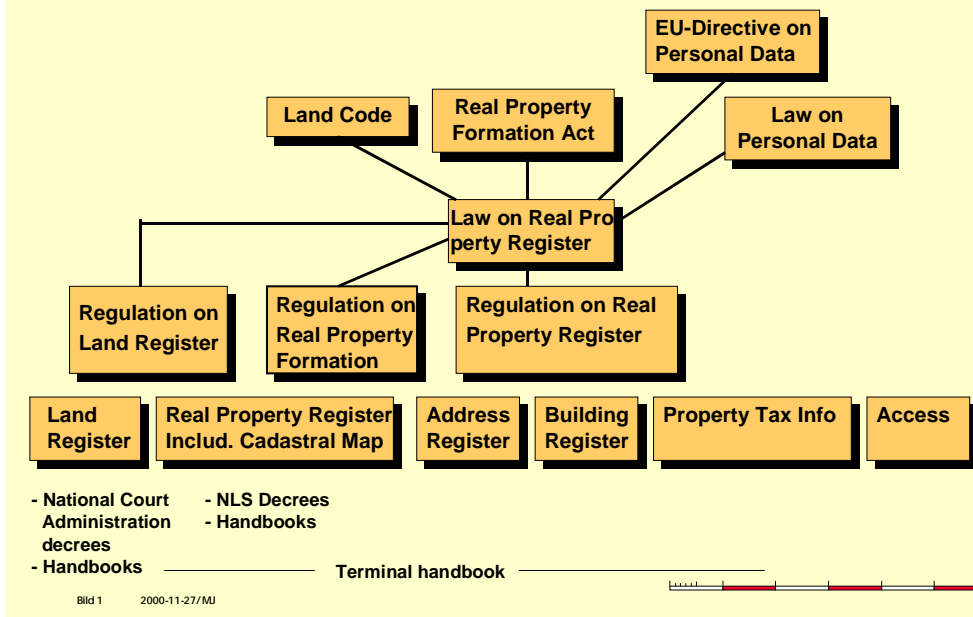 EU-Directive on
Personal Data
Land Code
Real Property
Formation Act
Law on
Personal Data
Law on Real Pro
perty Register
Regulation on
Land Register
Regulation on
Real Property
Formation
Regulation on Real
Property Register
Land
Register
Real Property Register
Includ. Cadastral Map
Address
Register
Building
Register
Property Tax Info
Access
- National Court
Administration
decrees
- Handbooks
- NLS Decrees
- Handbooks
Terminal handbook
Bild 1 2000-11-27/MJ